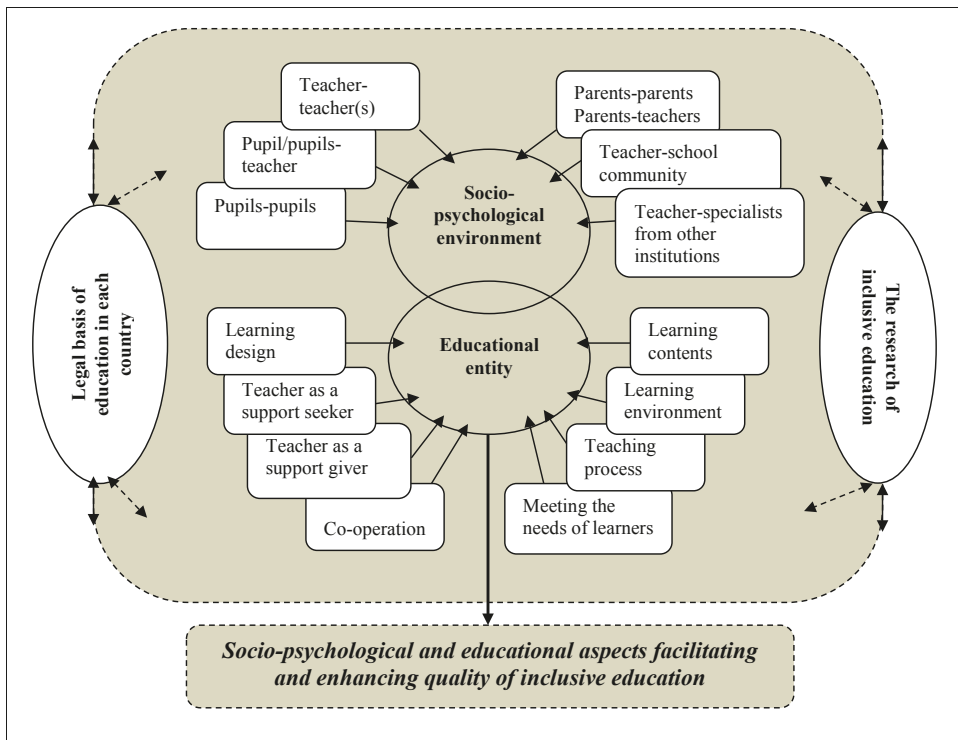 Teacher-
teacher(s)
Pupil/pupils-
teacher
Pupils-pupils
Parents-parents
Parents-teachers
Teacher-school
community
Teacher-specialists
from other
institutions
Socio-
psychological
environment
Legal basis of
education in each
country
The research of
inclusive education
Educational
entity
Learning
design
Teacher as a
support seeker
Teacher as a
support giver
Co-operation
Learning
contents
Learning
environment
Teaching
process
Meeting the
needs of learners
Socio-psychological and educational aspects facilitating
and enhancing quality of inclusive education